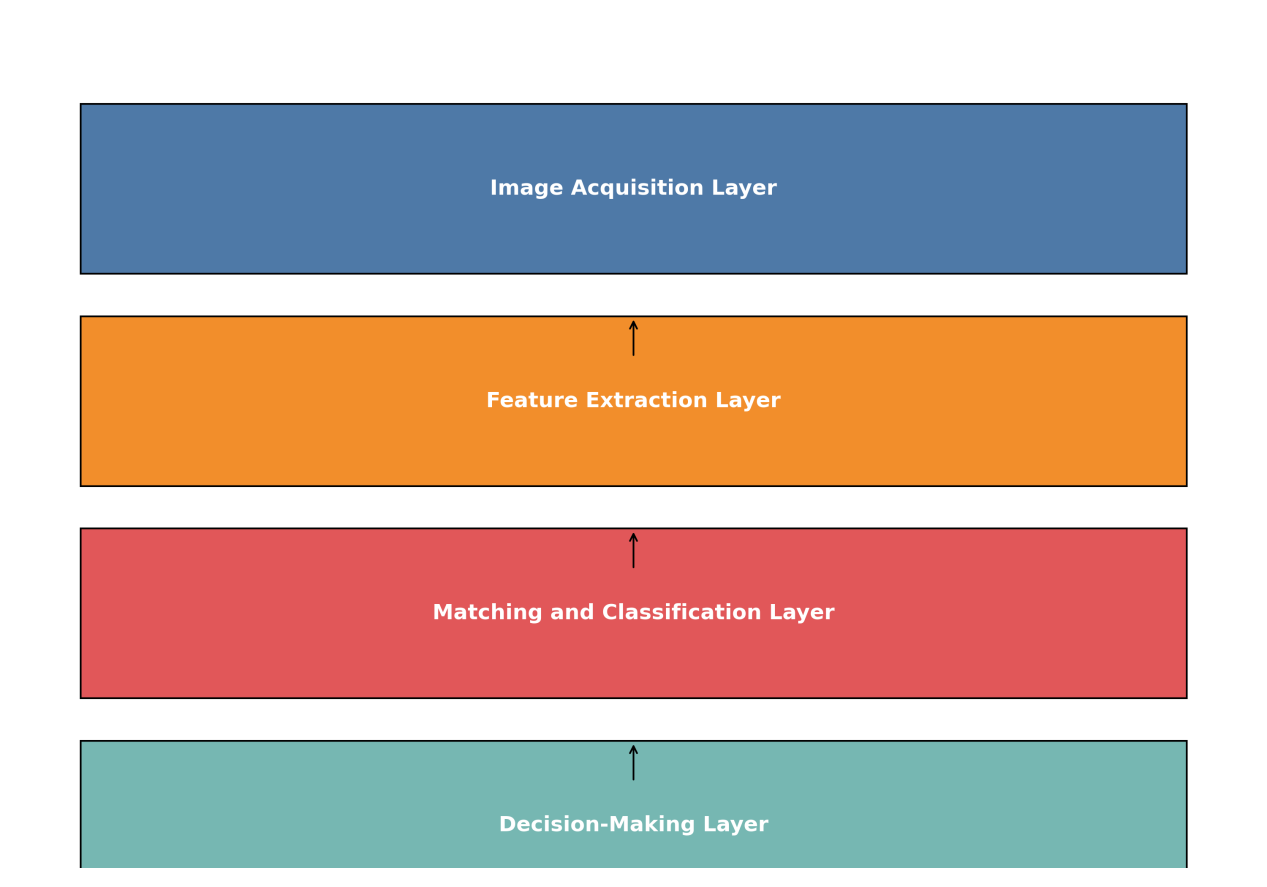 Image Acquisition Layer
Feature Extraction Layer
Matching and Classification Layer
Decision-Making Layer